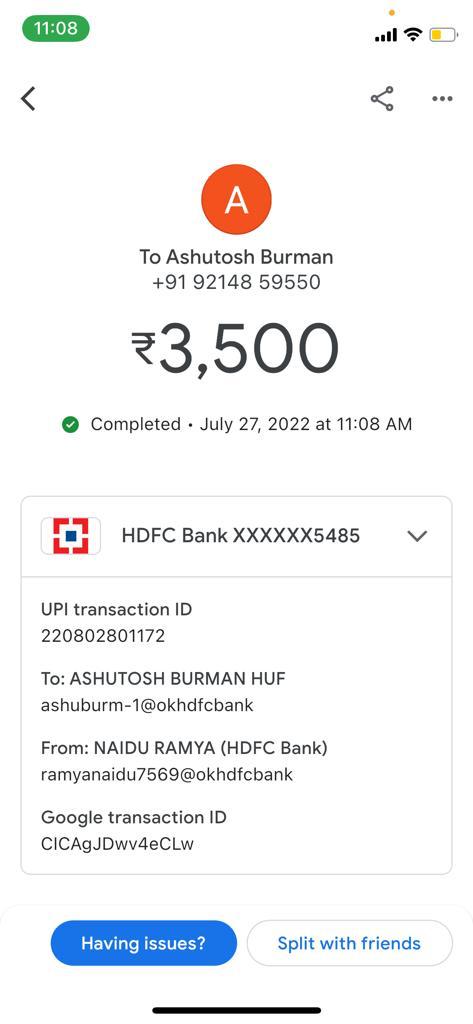 11:08
A
To Ashutosh Burman
+91 92148 59550
₹3,500
Completed • July 27, 2022 at 11:08 AM
HDFC Bank XXXXXX5485
UPI transaction ID
220802801172
To: ASHUTOSH BURMAN HUF
ashuburm-1@okhdfcbank
From: NAIDU RAMYA (HDFC Bank)
ramyanaidu7569@okhdfcbank
Google transaction ID
CICAgJDwv4eCLw
Having issues?
Split with friends